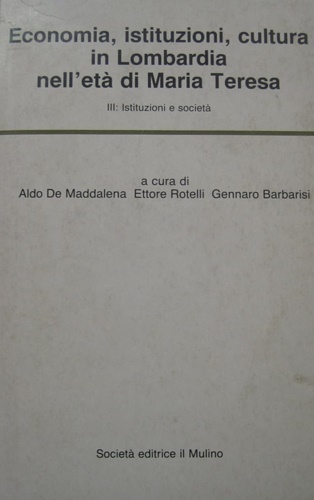 Economia, istituzioni, cultura
in Lombardia
nell'età di Maria Teresa
III: Istituzioni e società
a cura di
Aldo De Maddalena Ettore Rotelli Gennaro Barbarisi
Società editrice il Mulino